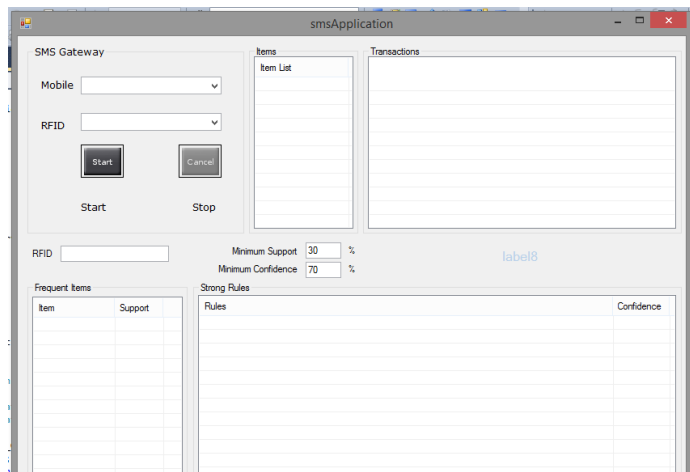 smsApplication
SMS Gateway
Mobile
RFID
Start
Cancel
Start
Stop
Items
Item List
Transactions
RFID
Minimum Support 30 %
Minimum Confidence 70 %
label8
Frequent Items
Item Support
Strong Rules
Rules Confidence